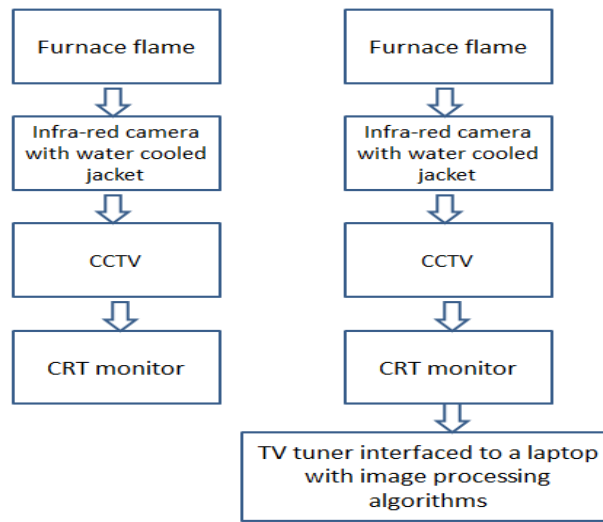 Furnace flame
Infra-red camera
with water cooled
jacket
CCTV
CRT monitor
Furnace flame
Infra-red camera
with water cooled
jacket
CCTV
CRT monitor
TV tuner interfaced to a laptop
with image processing
algorithms